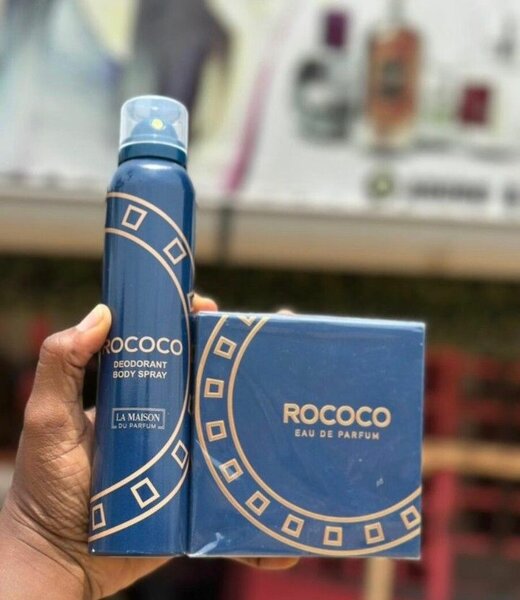 ROCOCO
DEODORANT
BODY SPRAY
LA MAISON
DU PARFUM
ROCOCO
EAU DE PARFUM